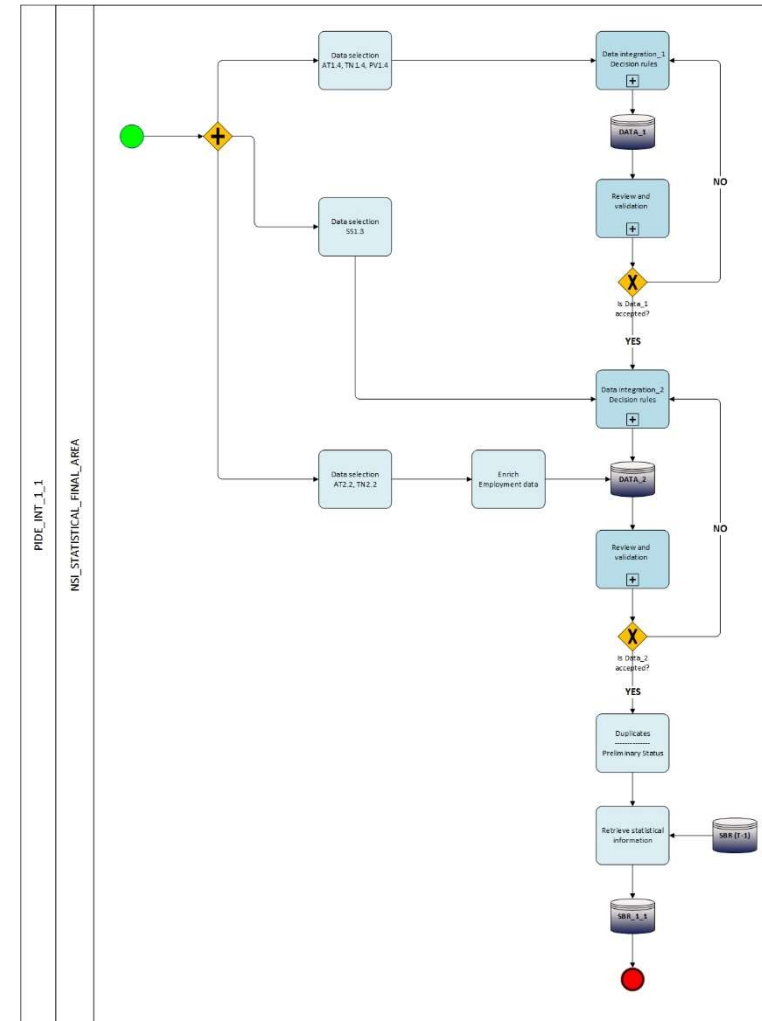 PIDE_INT_1_1
NSI_STATISTICAL_FINAL_AREA
Data selection
AT1.4, TN1.4, PV1.4
Data integration_1
Decision rules
DATA_1
NO
Review and
validation
Is Data_1
accepted?
YES
Data selection
SS1.3
Data integration_2
Decision rules
Data selection
AT2.2, TN2.2
Enrich
Employment data
DATA_2
NO
Review and
validation
Is Data_2
accepted?
YES
Duplicates
--------------
Preliminary Status
Retrieve statistical
information
SBR (T-1)
SBR_1_1